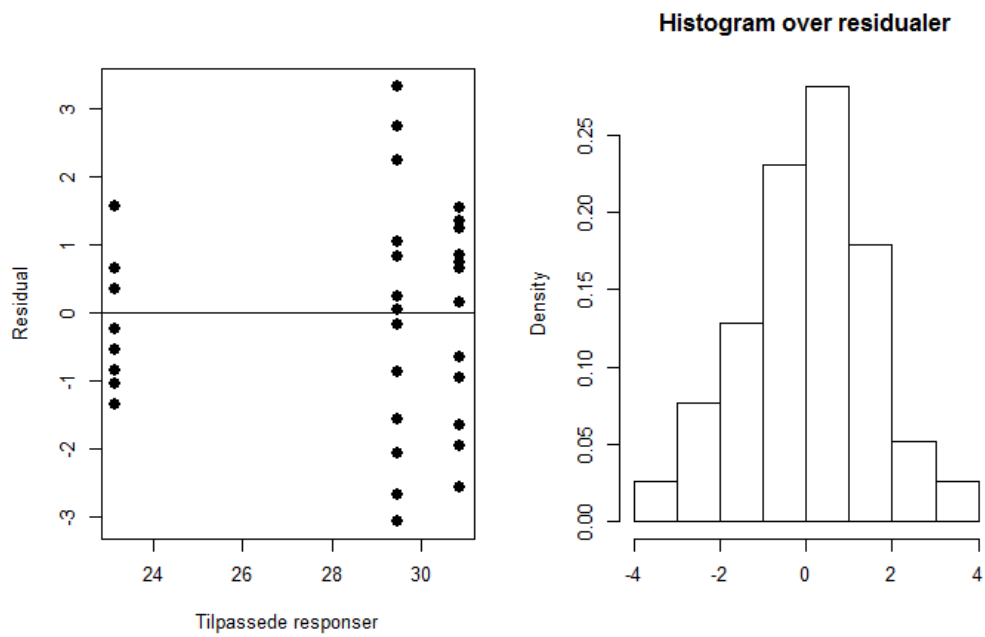 Residual
3
2
1
0
-1
-2
-3
24 26 28 30
Tilpassede responser
Histogram over residualer
Density
0.25
0.20
0.15
0.10
0.05
0.00
-4 -2 0 2 4